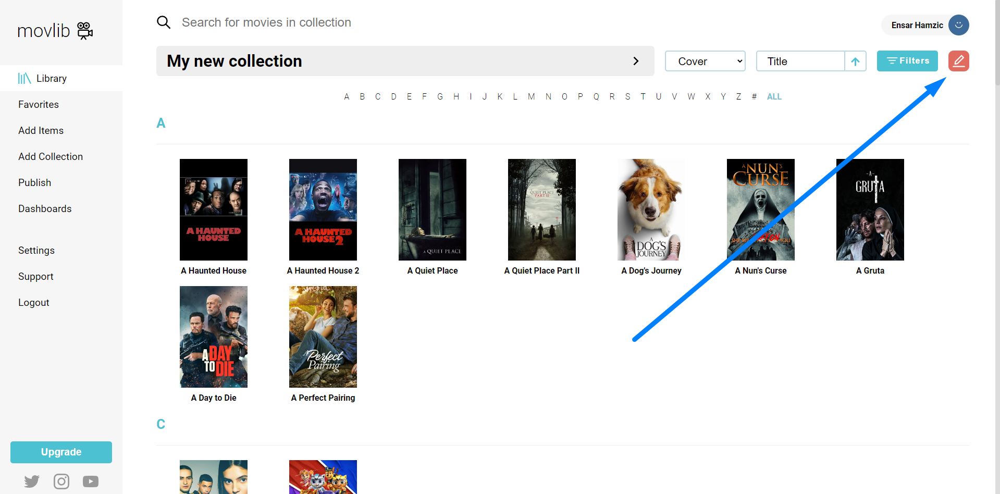 movlib
Search for movies in collection
Ensar Hamzic
My new collection
Cover
Title
Filters
Library
Favorites
Add Items
Add Collection
Publish
Dashboards
Settings
Support
Logout
Upgrade
A B C D E F G H I J K L M N O P Q R S T U V W X Y Z # ALL
A
A HAUNTED
HOUSE
A HAUNTED
HOUSE 2
A QUIET PLACE
A QUIET PLACE
PART II
A
DOG'S
JOURNEY
A NUN'S
CURSE
YOU
-A-
GRUTA
A Haunted House
A Haunted House 2
A Quiet Place
A Quiet Place Part II
A Dog's Journey
A Nun's Curse
A Gruta
A DAY
TO DIE
A Perfect
Pairing
A Day to Die
A Perfect Pairing
C